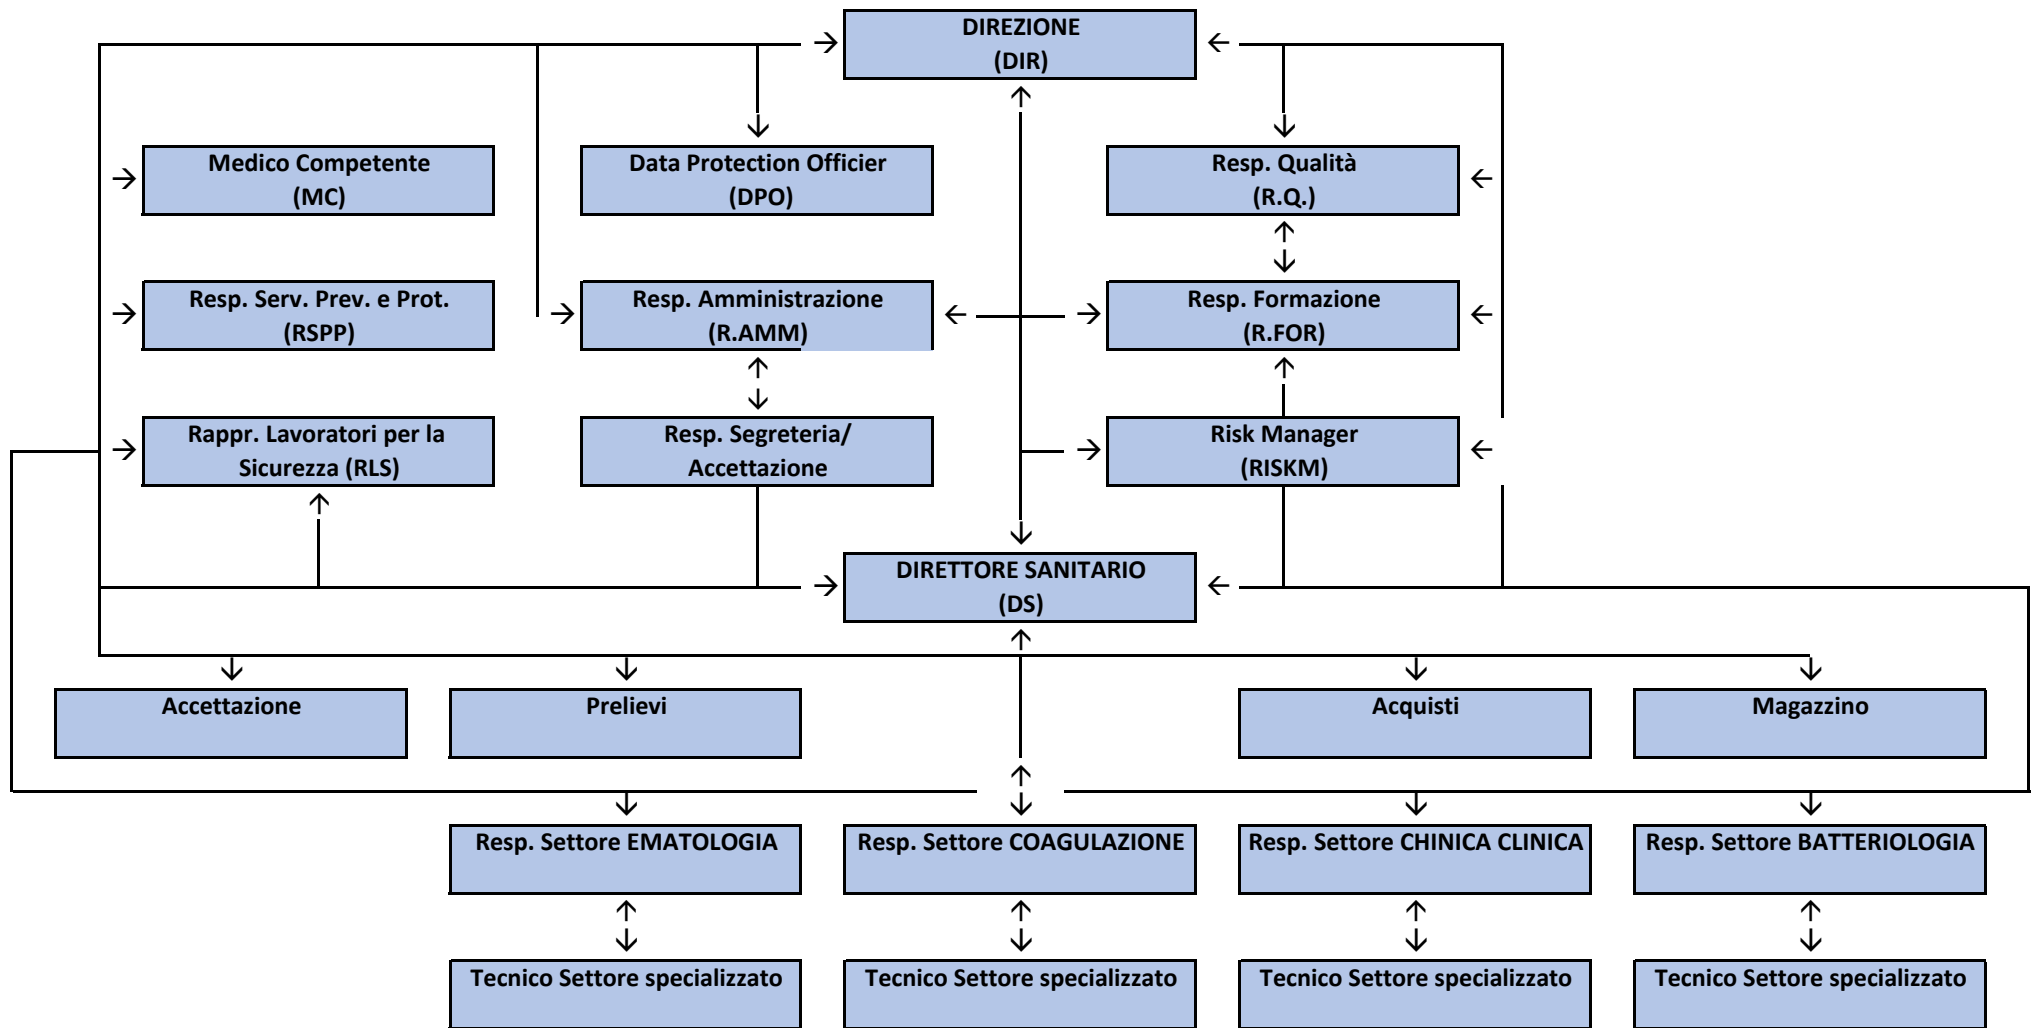 DIREZIONE
(DIR)
Medico Competente
(MC)
Data Protection Officier
(DPO)
Resp. Qualità
(R.Q.)
Resp. Serv. Prev. e Prot.
(RSPP)
Resp. Amministrazione
(R.AMM)
Resp. Formazione
(R.FOR)
Rappr. Lavoratori per la
Sicurezza (RLS)
Resp. Segreteria/
Accettazione
Risk Manager
(RISKM)
DIRETTORE SANITARIO
(DS)
Accettazione
Prelievi
Acquisti
Magazzino
Resp. Settore EMATOLOGIA
Resp. Settore COAGULAZIONE
Resp. Settore CHINICA CLINICA
Resp. Settore BATTERIOLOGIA
Tecnico Settore specializzato
Tecnico Settore specializzato
Tecnico Settore specializzato
Tecnico Settore specializzato